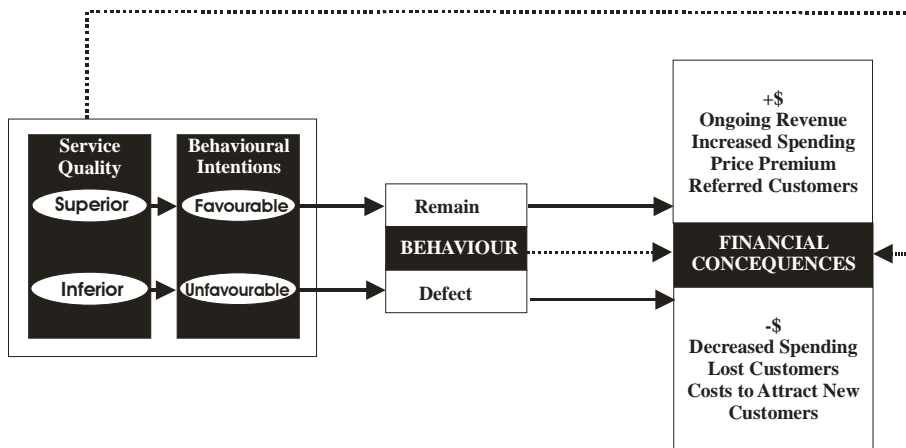 Service
Quality
Superior
Inferior
Behavioural
Intentions
Favourable
Unfavourable
Remain
BEHAVIOUR
Defect
+$
Ongoing Revenue
Increased Spending
Price Premium
Referred Customers
FINANCIAL
CONCEQUENCES
-$
Decreased Spending
Lost Customers
Costs to Attract New
Customers